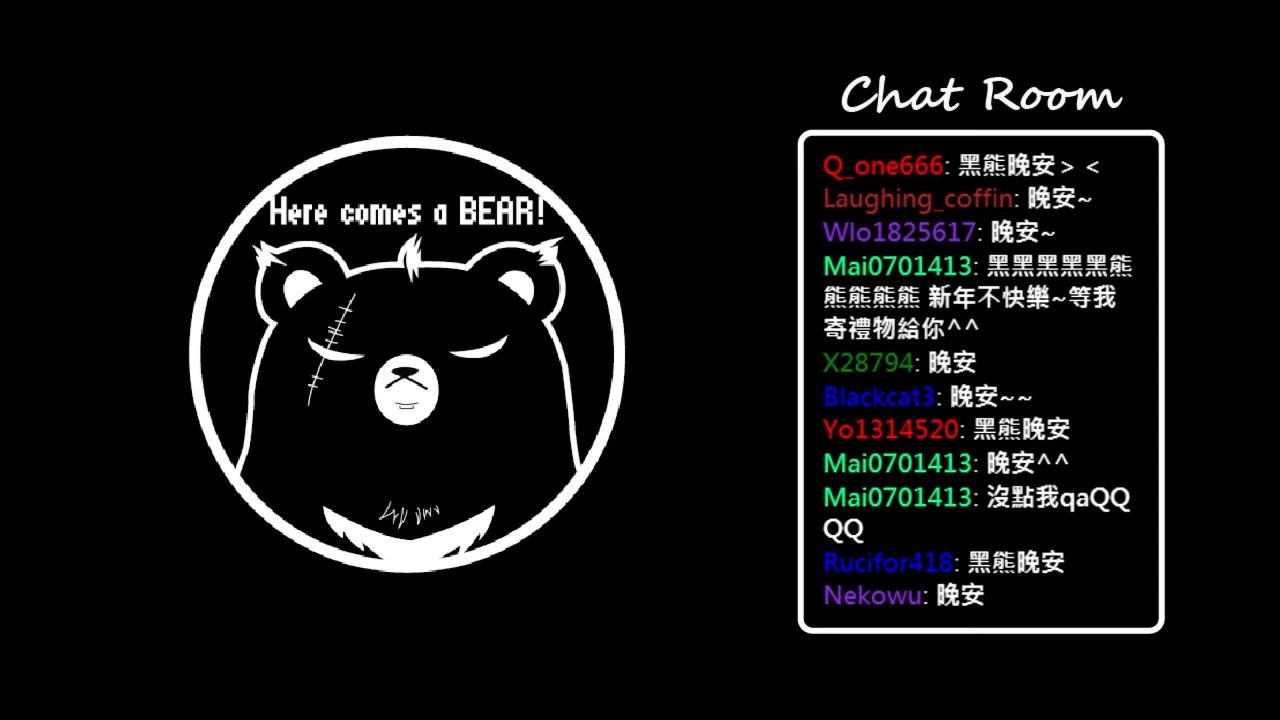 Here comes a BEAR!
Chat Room
Q_one666: 黑熊晚安> <
Laughing_coffin: 晚安~
Wlo1825617: 晚安~
Mai0701413: 黑黑黑黑黑熊
熊熊熊熊 新年不快樂~等我
寄禮物給你^^
X28794: 晚安
Blackcat3: 晚安~~
Yo1314520: 黑熊晚安
Mai0701413: 晚安^^
Mai0701413: 沒點我qaQQ
QQ
Rucifor418: 黑熊晚安
Nekowu: 晚安